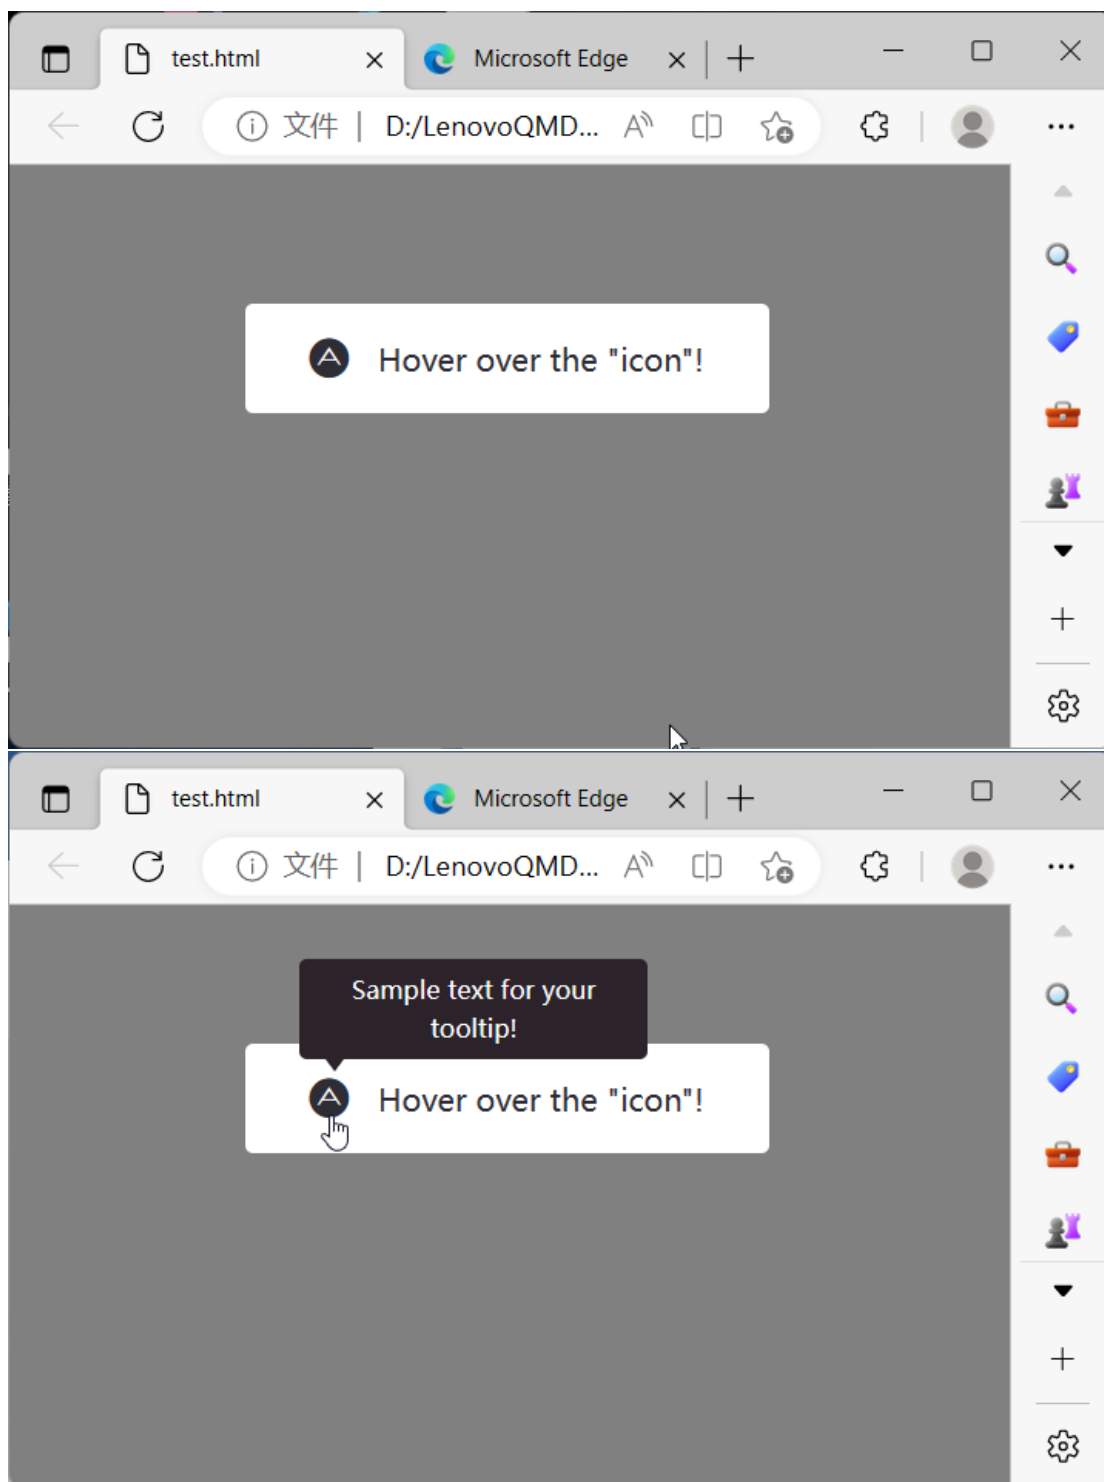 test.html
Microsoft Edge
文件 | D:/LenovoQMD...
Hover over the "icon"!
test.html
Microsoft Edge
文件 | D:/LenovoQMD...
Sample text for your
tooltip!
Hover over the "icon"!